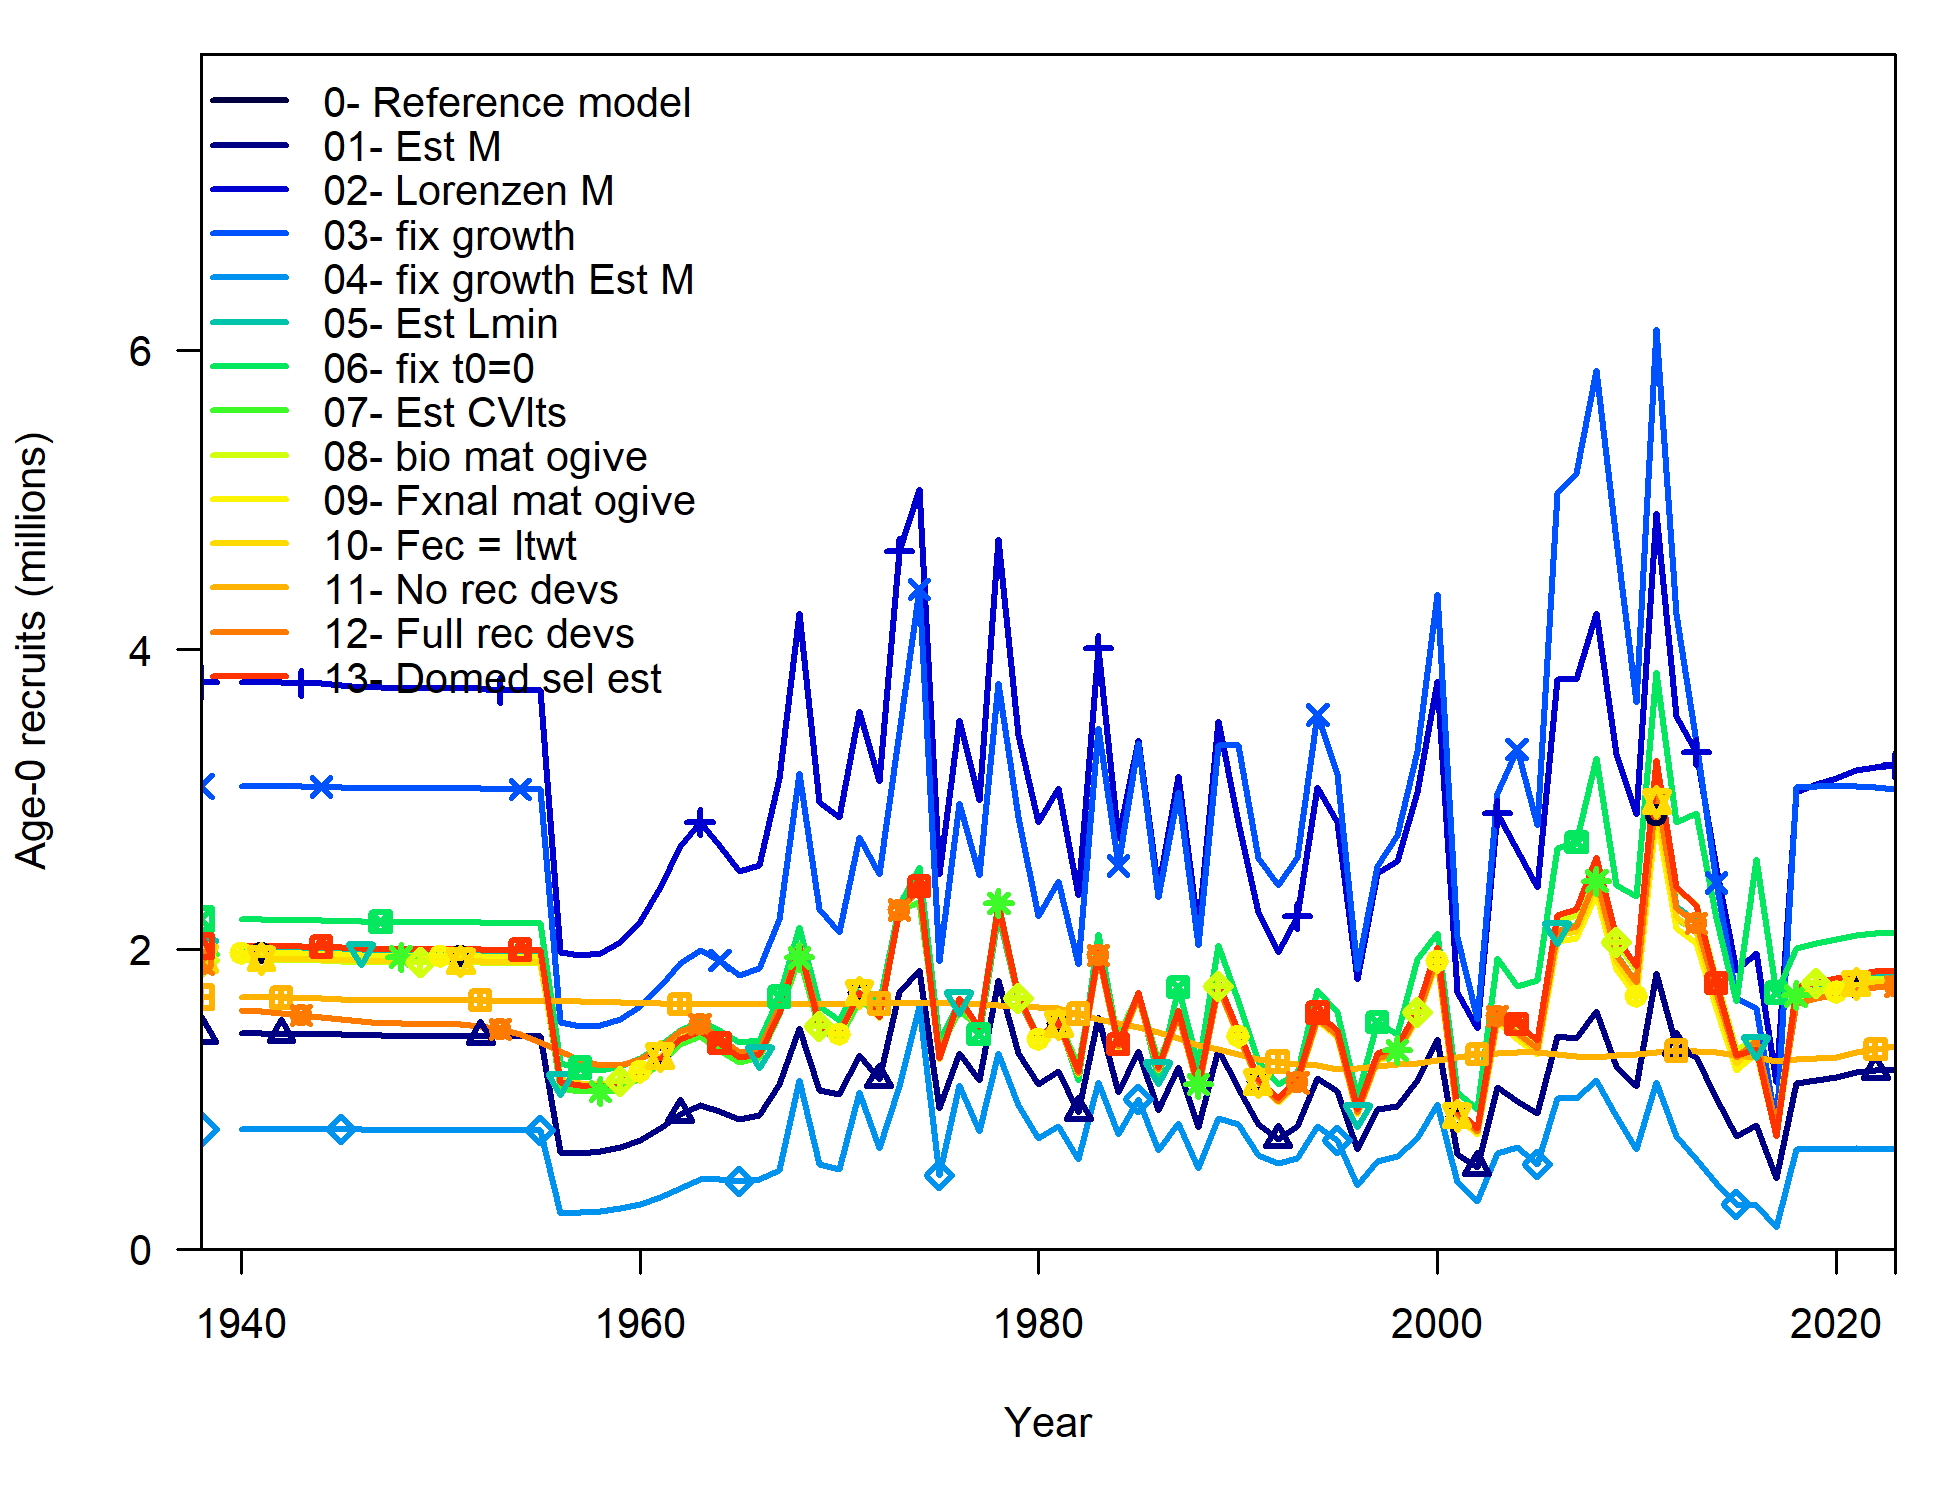 0- Reference model
01- Est M
02- Lorenzen M
03- fix growth
04- fix growth Est M
05- Est Lmin
06- fix t0=0
07- Est CVlts
08- bio mat ogive
09- Fxnal mat ogive
10- Fec = ltwt
11- No rec devs
12- Full rec devs
13- Domed sel est
Age-0 recruits (millions)
6
4
2
0
1940 1960 1980 2000 2020
Year